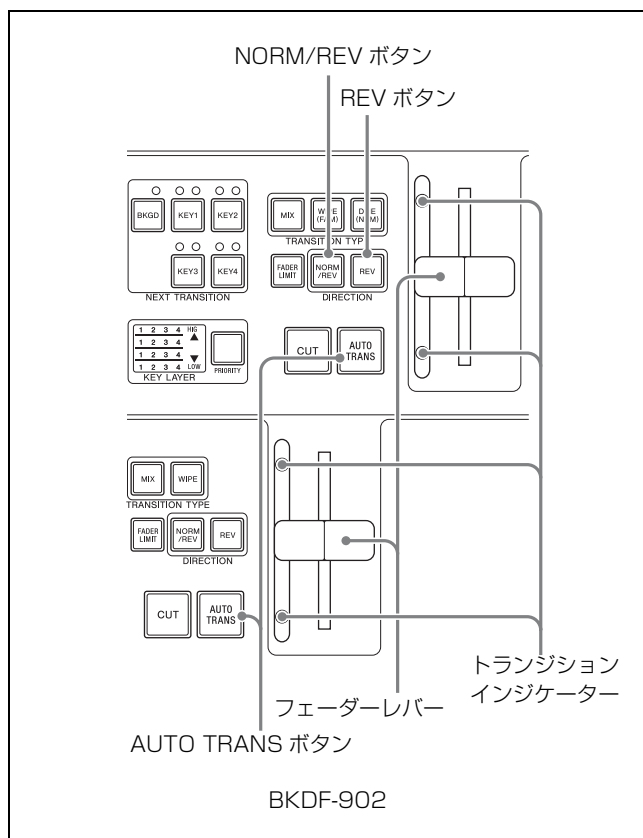 NORM/REV ボタン
REV ボタン
BKGD
KEY1
KEY2
MIX
WIPE
(F/M)
DME
TRANSITION TYPE
KEY3
KEY4
FADER
LIMIT
NORM
/REV
REV
NEXT TRANSITION
DIRECTION
1 2 3 4 HIG
1 2 3 4
1 2 3 4
1 2 3 4 LOW
KEY LAYER
PRIORITY
CUT
AUTO
TRANS
MIX
WIPE
TRANSITION TYPE
FADER
LIMIT
NORM
/REV
REV
DIRECTION
CUT
AUTO
TRANS
トランジション
インジケーター
フェーダーレバー
AUTO TRANS ボタン
BKDF-902